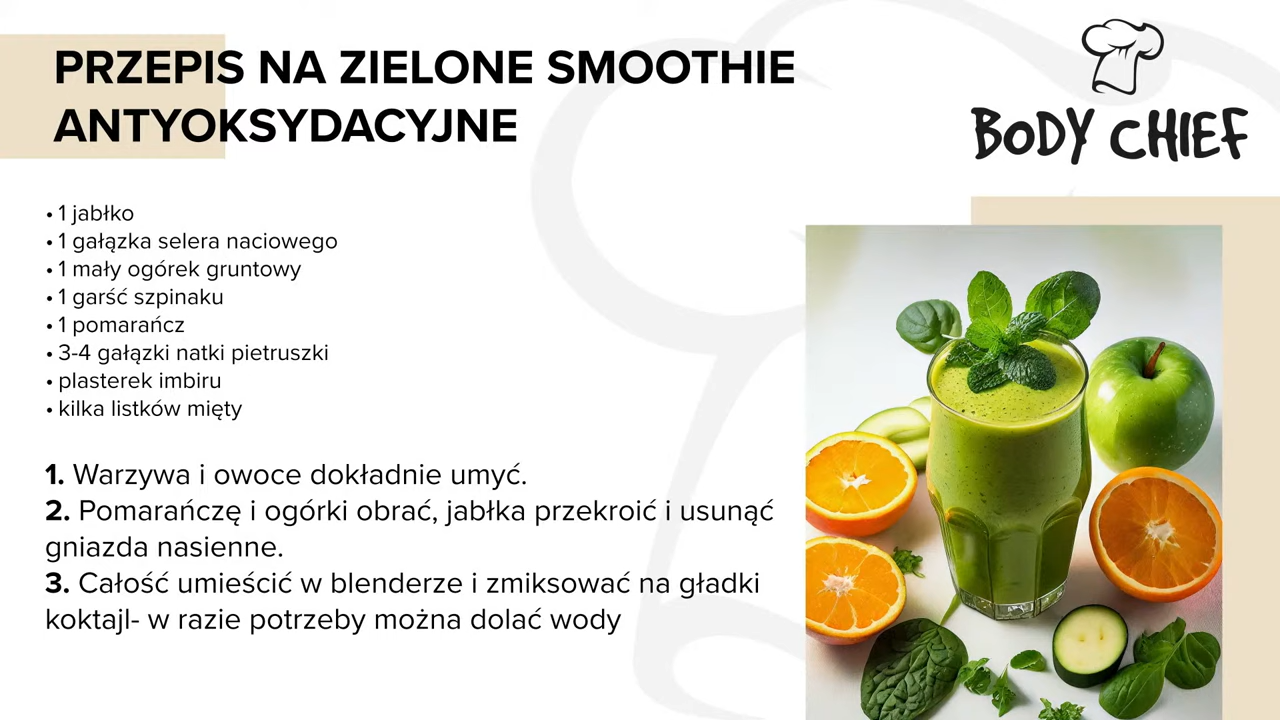 PRZEPIS NA ZIELONE SMOOTHIE
ANTYOKSYDACYJNE
BODY CHIEF
• 1 jabłko
• 1 gałązka selera naciowego
• 1 mały ogórek gruntowy
• 1 garść szpinaku
• 1 pomarańcz
• 3-4 gałązki natki pietruszki
• plasterek imbiru
• kilka listków mięty
1. Warzywa i owoce dokładnie umyć.
2. Pomarańczę i ogórki obrać, jabłka przekroić i usunąć
gniazda nasienne.
3. Całość umieścić w blenderze i zmiksować na gładki
koktajl- w razie potrzeby można dolać wody